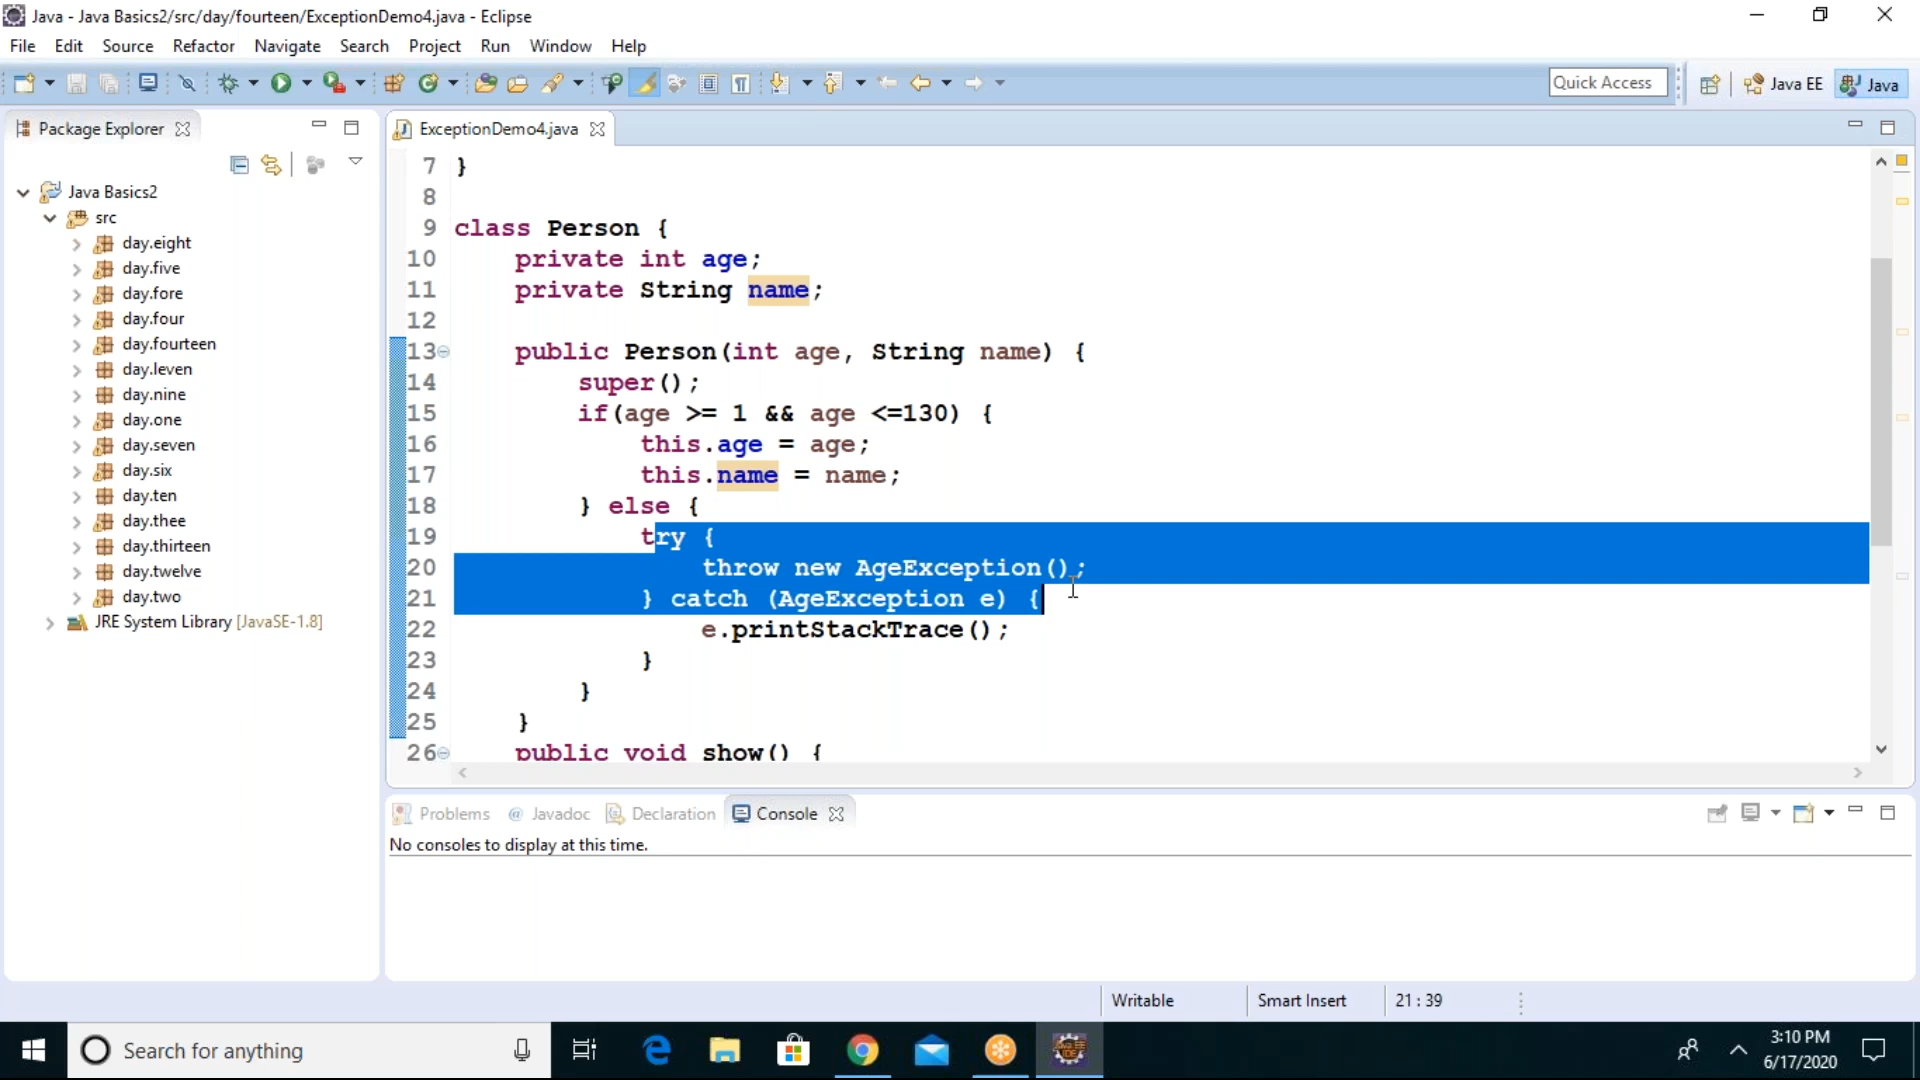 Java - Java Basics2/src/day/fourteen/ExceptionDemo4.java - Eclipse
File Edit Source Refactor Navigate Search Project Run Window Help
Quick Access
Java EE
Java
Package Explorer
Java Basics2
src
day.eight
day.five
day.fore
day.four
day.fourteen
day.leven
day.nine
day.one
day.seven
day.six
day.ten
day.thee
day.thirteen
day.twelve
day.two
JRE System Library [JavaSE-1.8]
ExceptionDemo4.java
7 }
8
9 class Person {
10 private int age;
11 private String name;
12
13 public Person(int age, String name) {
14 super();
15 if(age >= 1 && age <=130) {
16 this.age = age;
17 this.name = name;
18 } else {
19 try {
20 throw new AgeException();
21 } catch (AgeException e) {
22 e.printStackTrace();
23 }
24 }
25 }
26 public void show() {
Problems @ Javadoc Declaration Console
No consoles to display at this time.
Writable Smart Insert 21 : 39
Search for anything
3:10 PM
6/17/2020